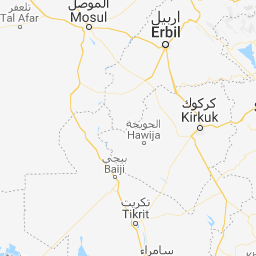 تلعفر
Tal Afar
الموصل
Mosul
اربيل
Erbil
كركوك
Kirkuk
الحويجة
Hawija
بيجي
Baiji
تكريت
Tikrit
سامراء